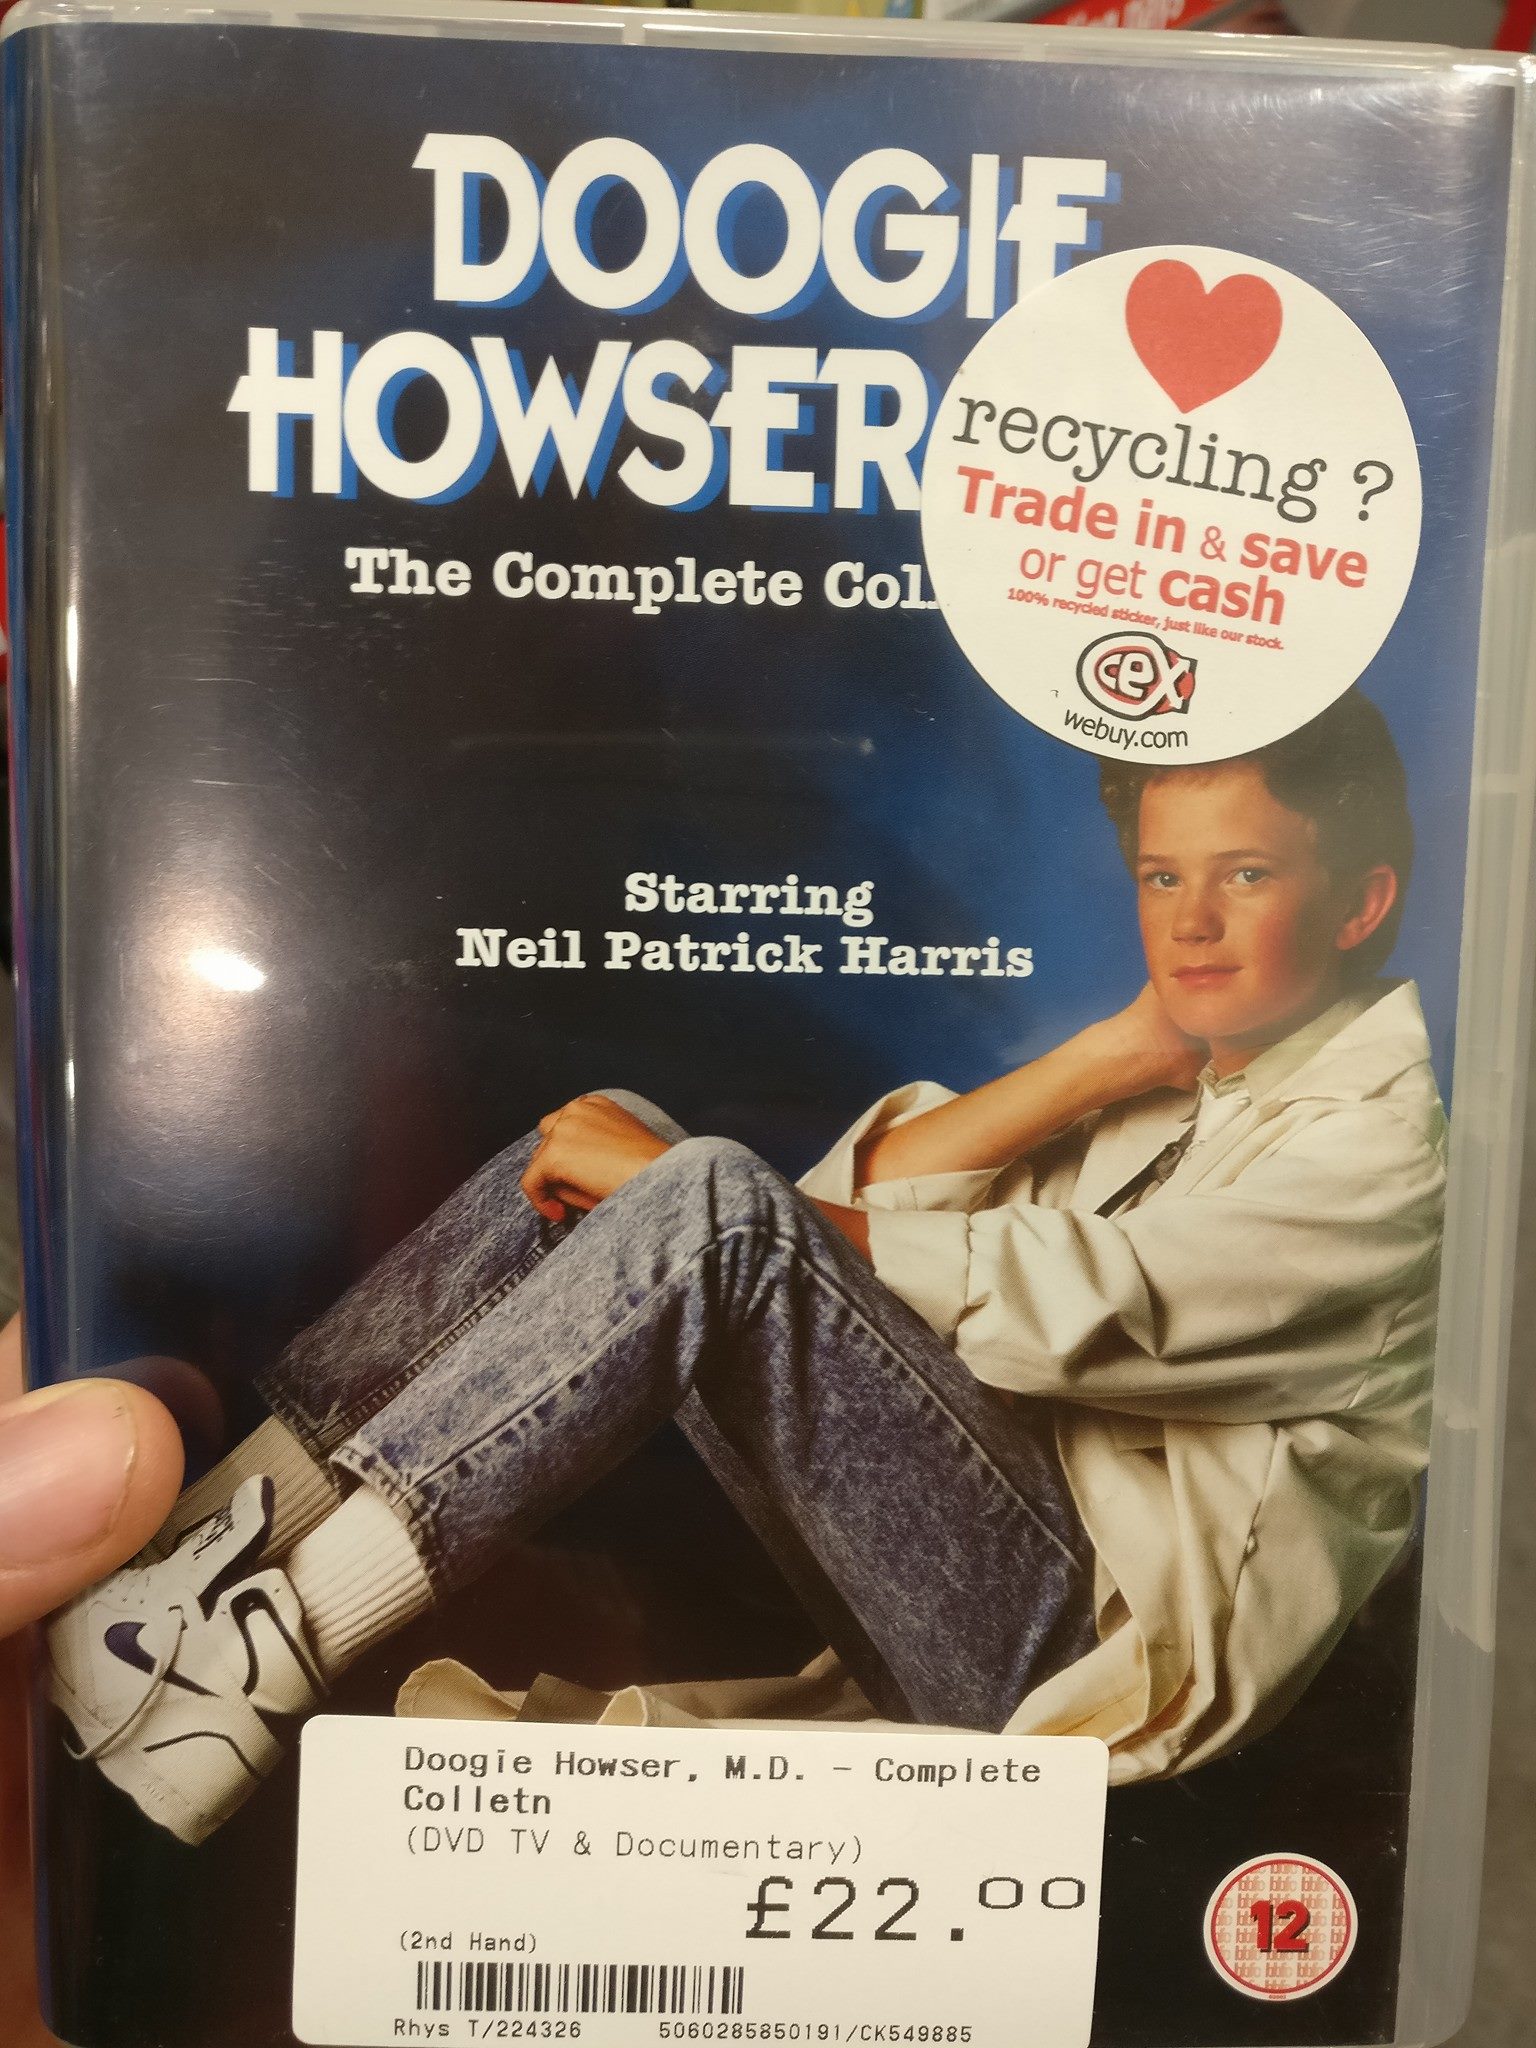 DOOGIE
HOWSER
The Complete Col
Starring
Neil Patrick Harris
recycling ?
Trade in & save
or get cash
100% recycled sticker, just like our stock.
cex
webuy.com
Doogie Howser, M.D. - Complete
Colletn
(DVD TV & Documentary)
£22.00
(2nd Hand)
Rhys T/224326 5060285850191/CK549885
12